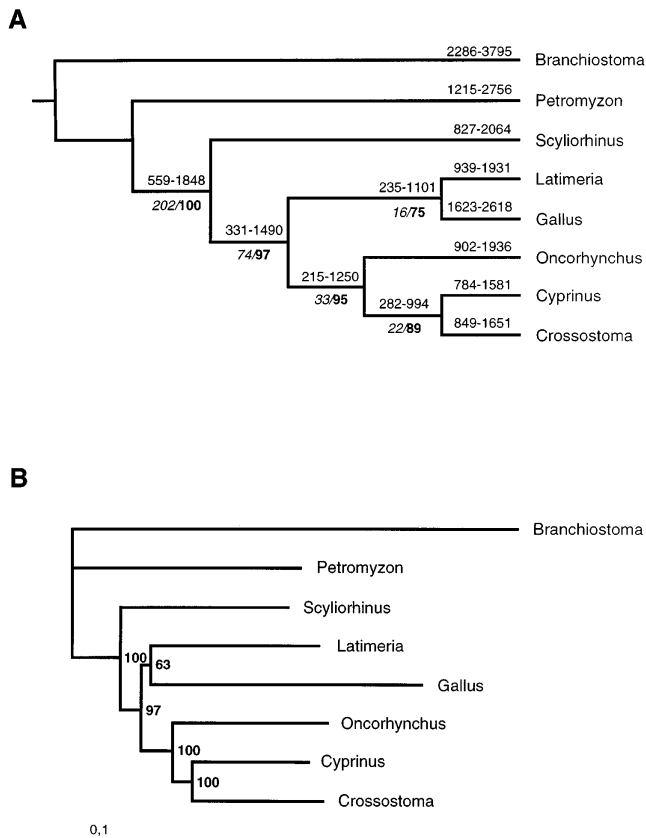 A
2286-3795
Branchiostoma
1215-2756
Petromyzon
827-2064
Scyliorhinus
559-1848
202/100
939-1931
Latimeria
235-1101
16/75
1623-2618
Gallus
331-1490
74/97
902-1936
Oncorhynchus
215-1250
33/95
784-1581
Cyprinus
282-994
22/89
849-1651
Crossostoma
B
Branchiostoma
Petromyzon
Scyliorhinus
Latimeria
100
63
Gallus
97
Oncorhynchus
100
Cyprinus
100
Crossostoma
0,1